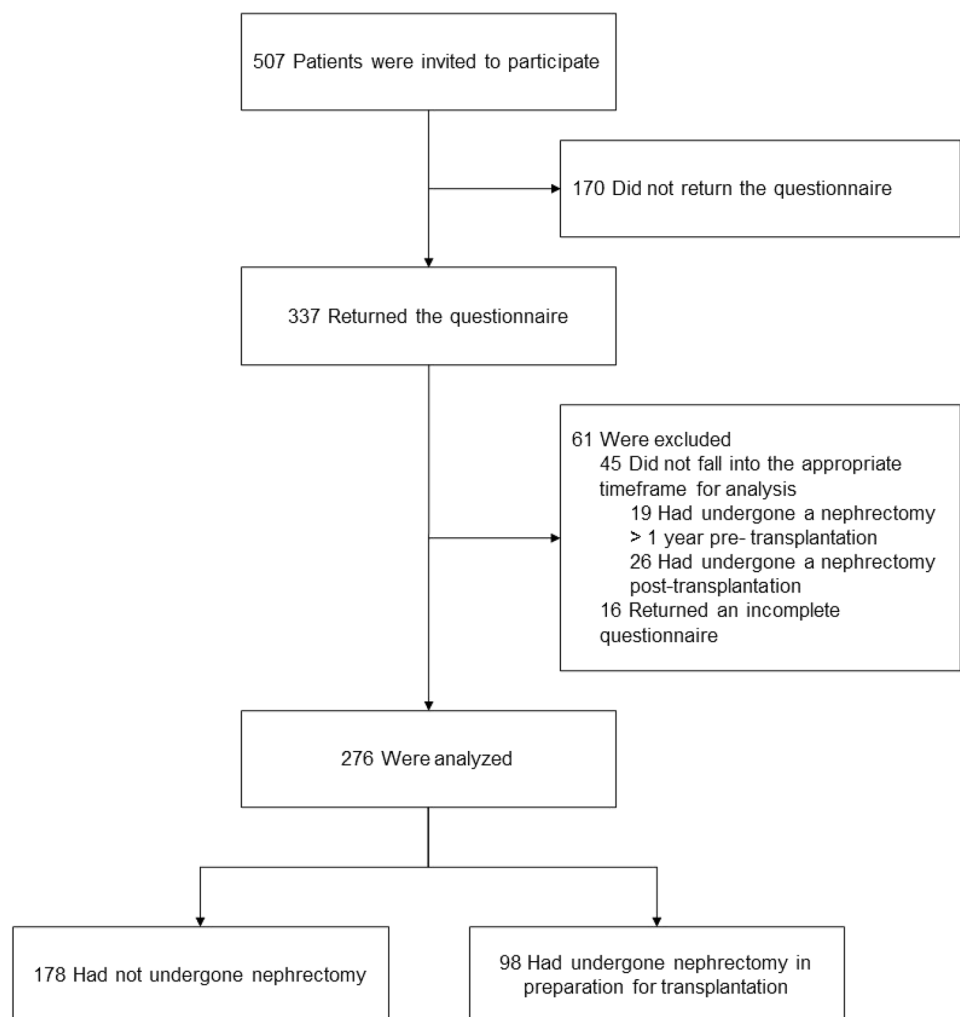 507 Patients were invited to participate
170 Did not return the questionnaire
337 Returned the questionnaire
61 Were excluded
45 Did not fall into the appropriate
timeframe for analysis
19 Had undergone a nephrectomy
> 1 year pre- transplantation
26 Had undergone a nephrectomy
post-transplantation
16 Returned an incomplete
questionnaire
276 Were analyzed
178 Had not undergone nephrectomy
98 Had undergone nephrectomy in
preparation for transplantation